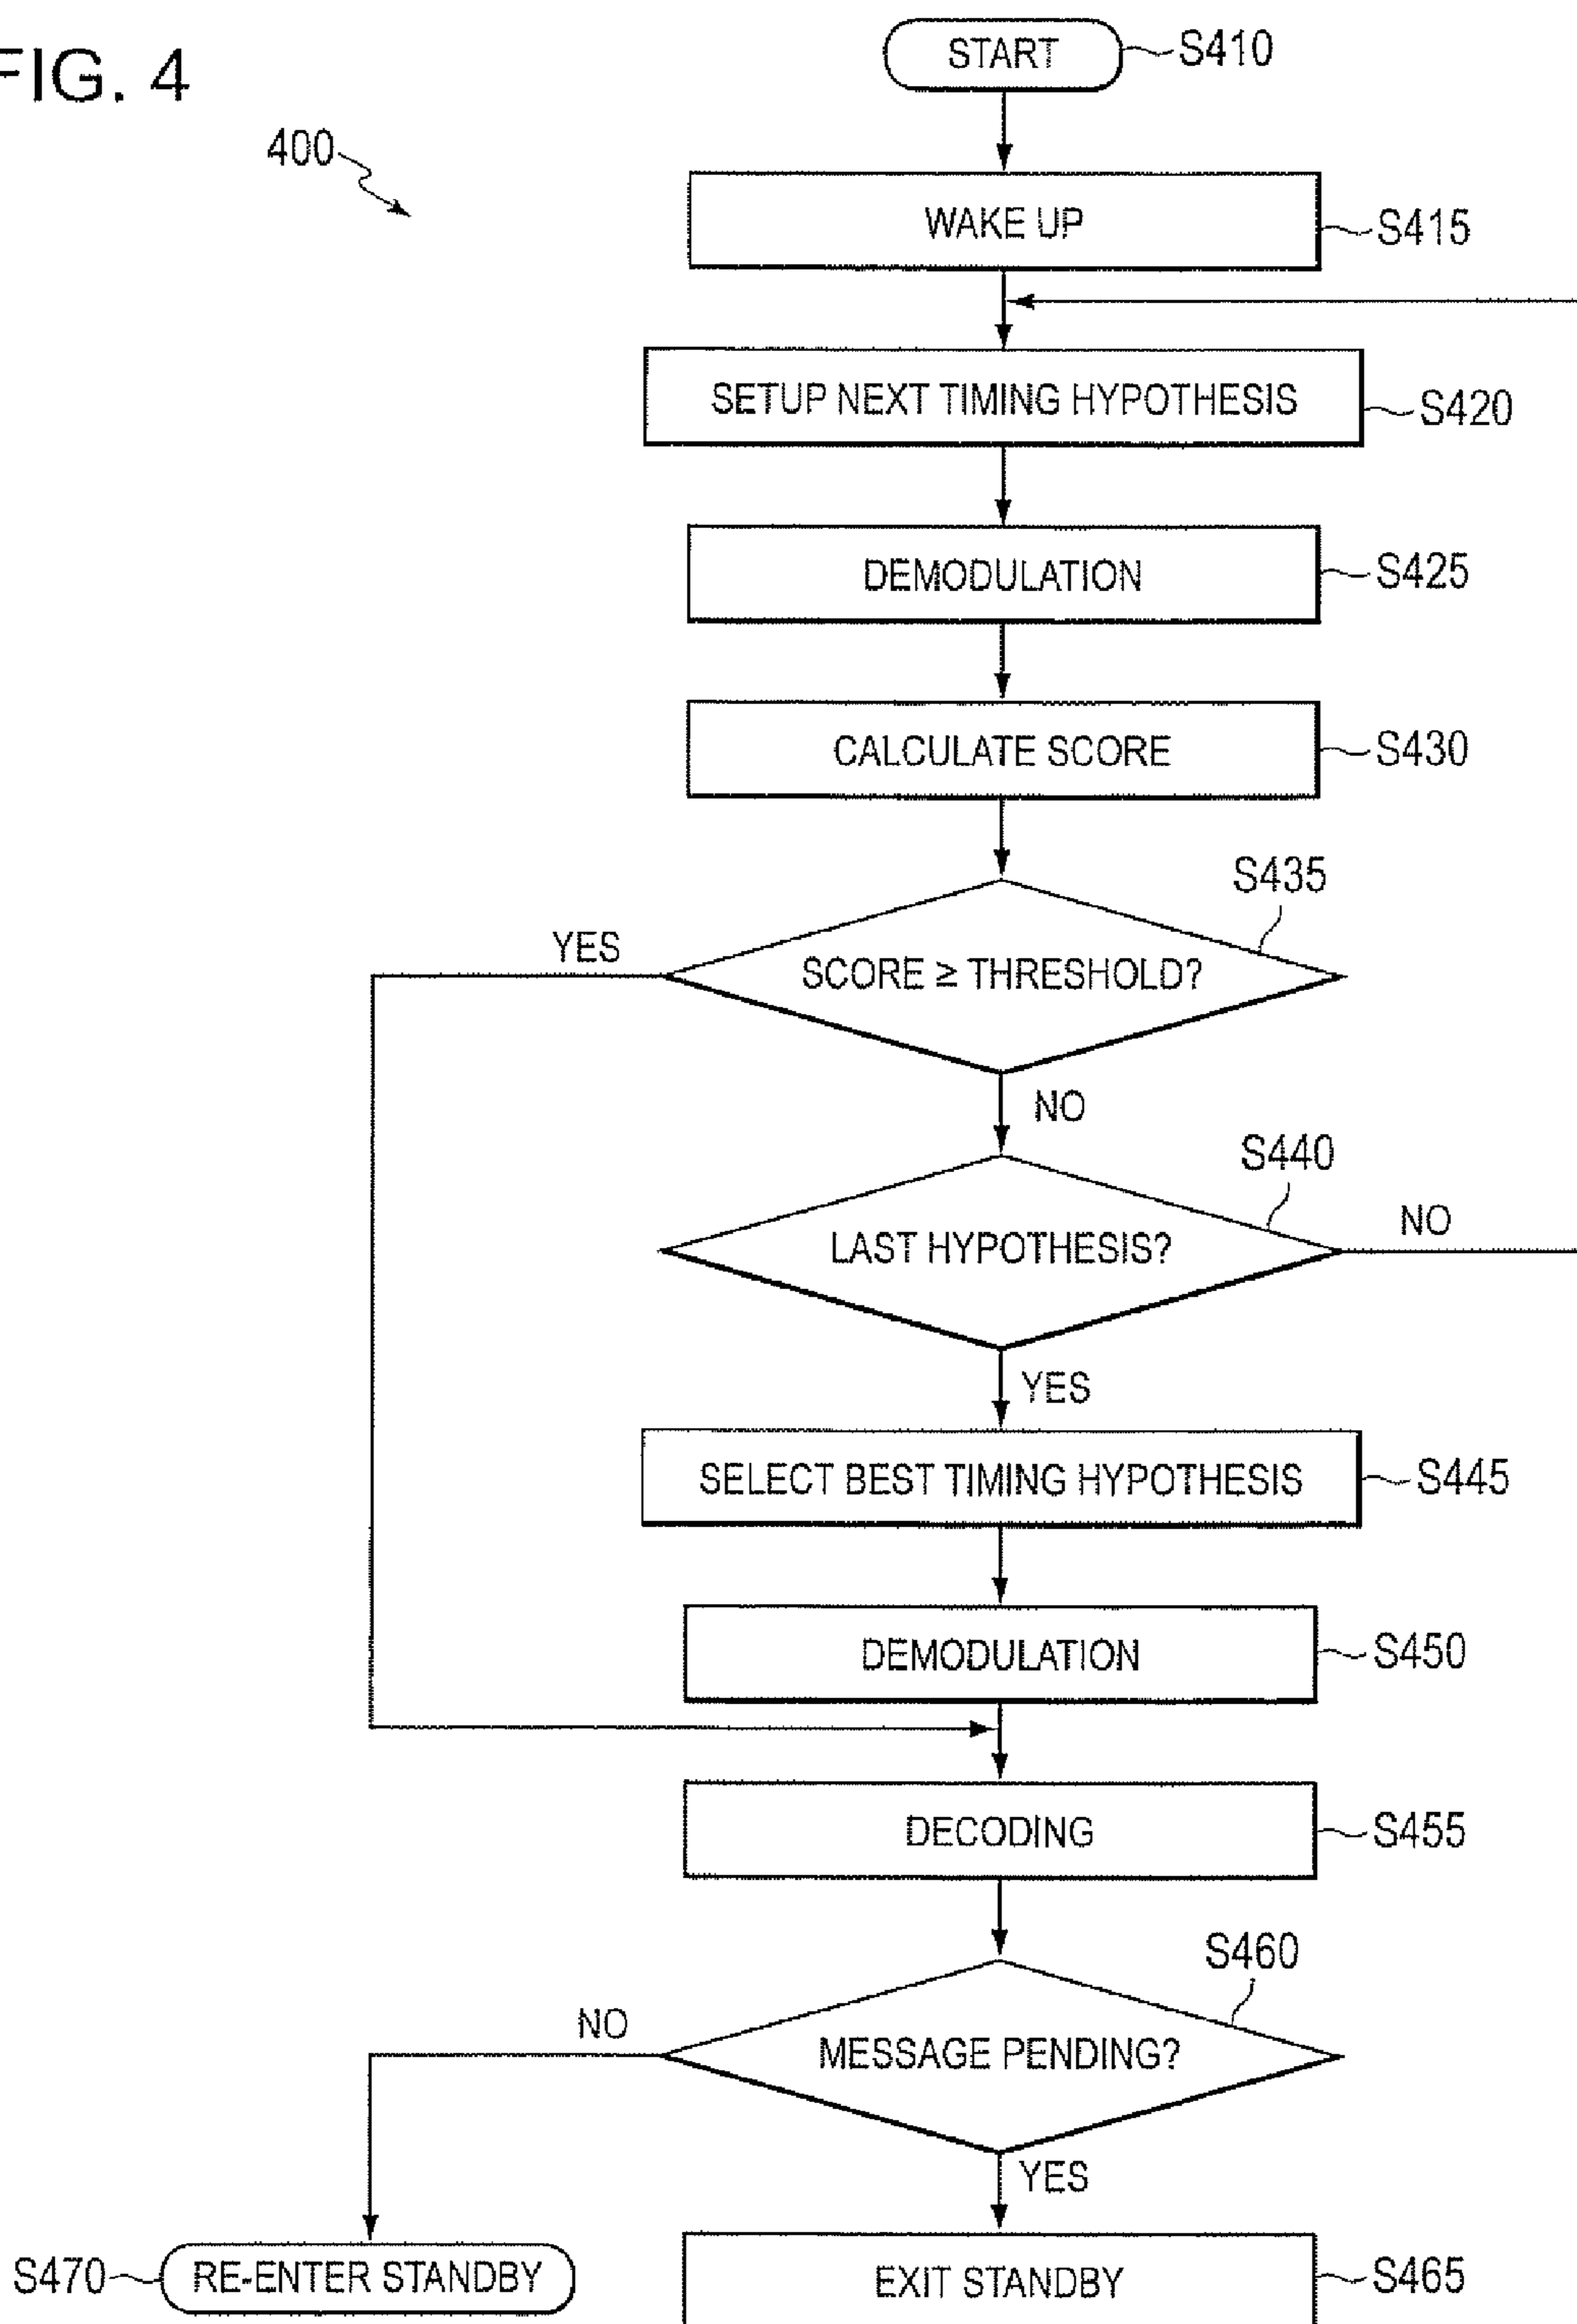 FIG. 4
400
START
S410
WAKE UP
S415
SETUP NEXT TIMING HYPOTHESIS
S420
DEMODULATION
S425
CALCULATE SCORE
S430
S435
YES
SCORE ≥ THRESHOLD?
NO
S440
LAST HYPOTHESIS?
NO
YES
SELECT BEST TIMING HYPOTHESIS
S445
DEMODULATION
S450
DECODING
S455
S460
NO
MESSAGE PENDING?
YES
S470
RE-ENTER STANDBY
EXIT STANDBY
S465